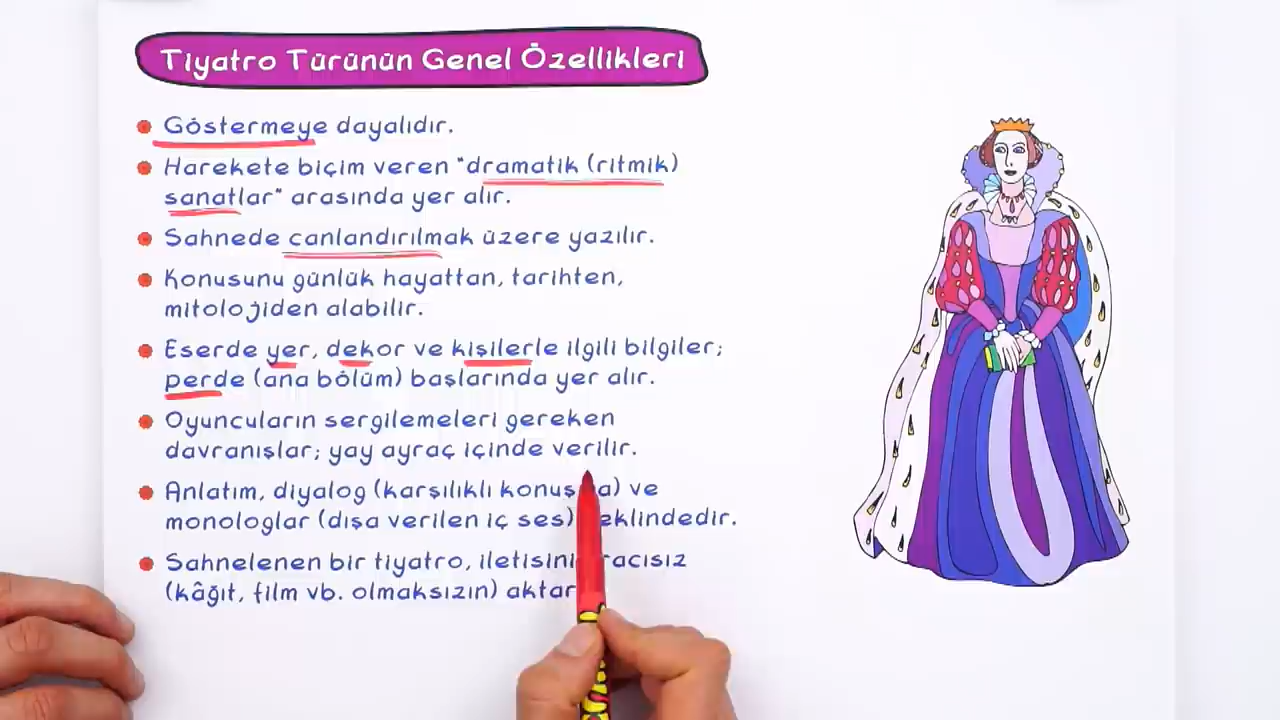 Tiyatro Türünün Genel Özellikleri
Göstermeye dayalıdır.
Harekete biçim veren "dramatik (ritmik)
sanatlar" arasında yer alır.
Sahnede canlandırılmak üzere yazılır.
Konusunu günlük hayattan, tarihten,
mitolojiden alabilir.
Eserde yer, dekor ve kişilerle ilgili bilgiler;
perde (ana bölüm) başlarında yer alır.
Oyuncuların sergilemeleri gereken
davranışlar; yay ayraç içinde verilir.
Anlatım, diyalog (karşılıklı ve
monologlar (dışa verilen iç ses)
Sahnelenen bir tiyatro, iletisini
(kâğıt, film vb. olmaksızın)